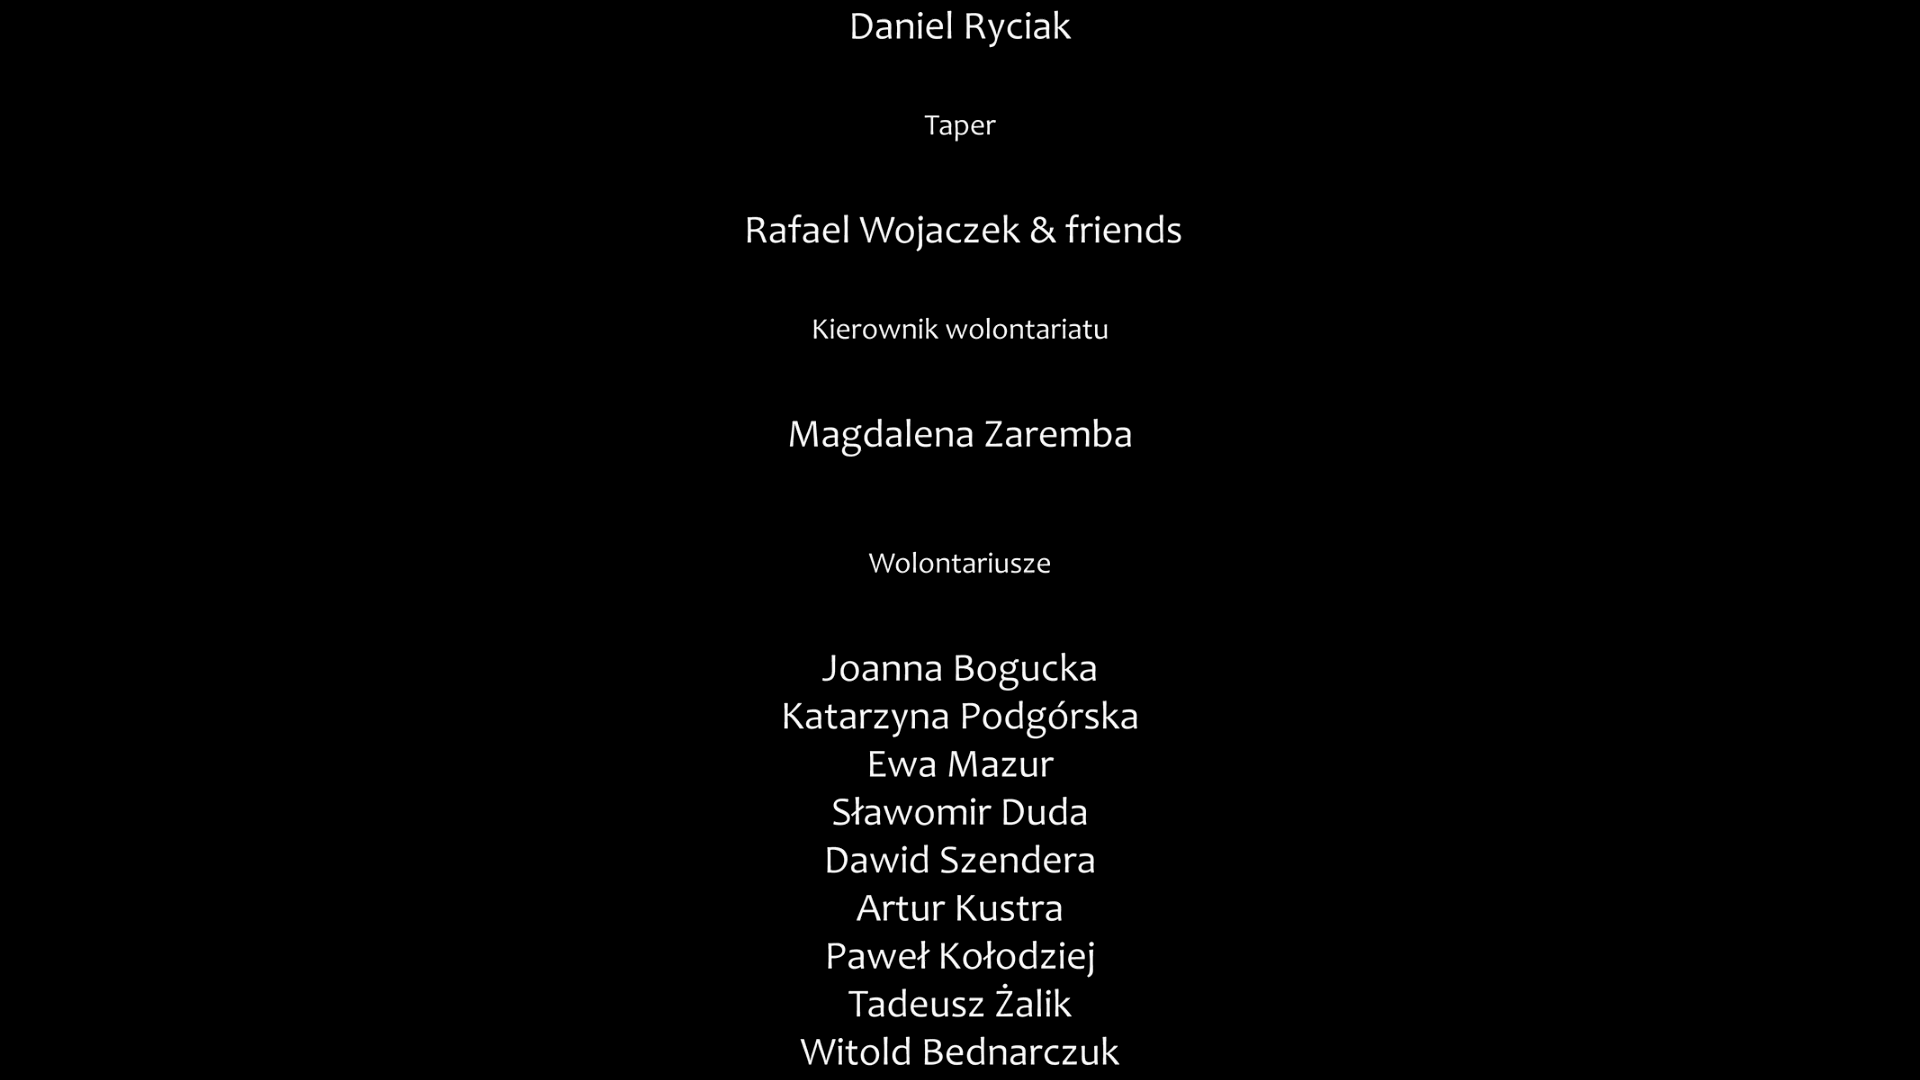 Daniel Ryciak
Taper
Rafael Wojaczek & friends
Kierownik wolontariatu
Magdalena Zaremba
Wolontariusze
Joanna Bogucka
Katarzyna Podgórska
Ewa Mazur
Sławomir Duda
Dawid Szendera
Artur Kustra
Paweł Kołodziej
Tadeusz Żalik
Witold Bednarczuk